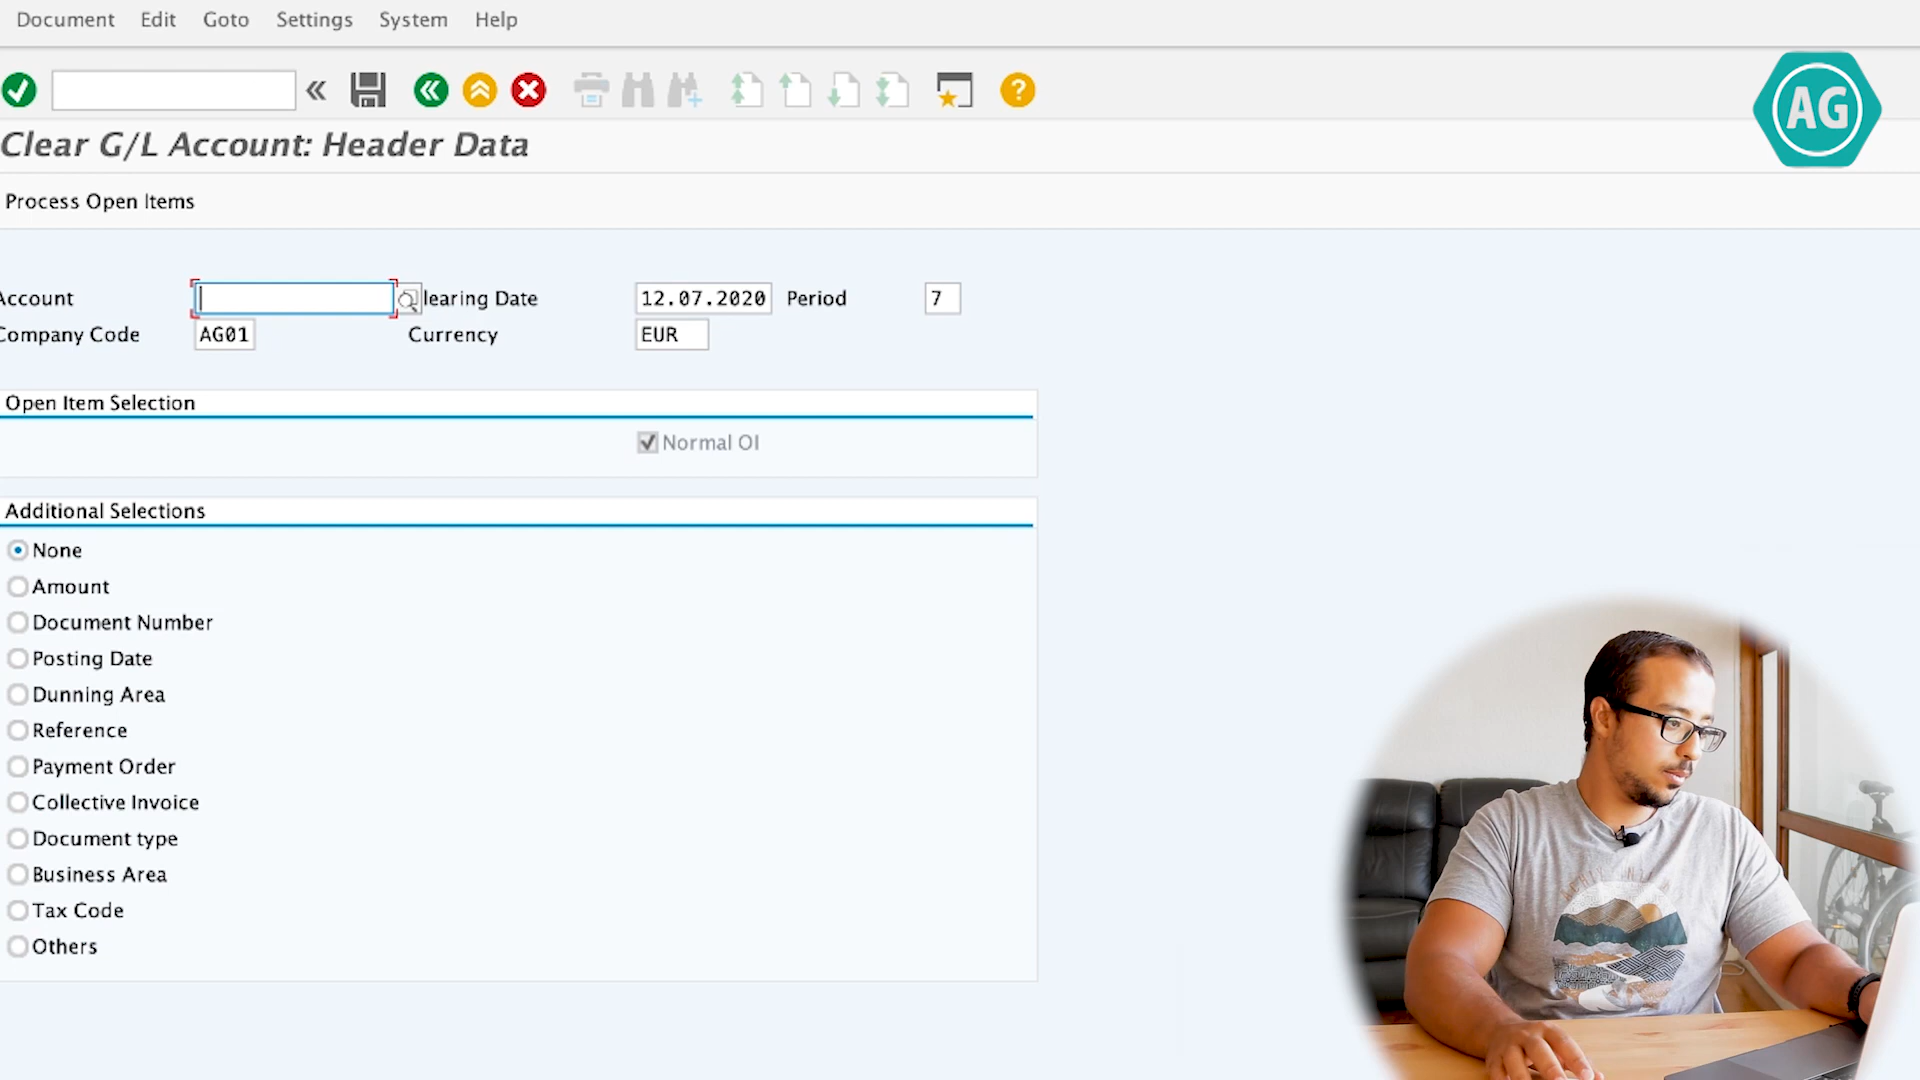 Document Edit Goto Settings System Help
AG
Clear G/L Account: Header Data
Process Open Items
Account learing Date 12.07.2020 Period 7
Company Code AG01 Currency EUR
Open Item Selection
Normal OI
Additional Selections
None
Amount
Document Number
Posting Date
Dunning Area
Reference
Payment Order
Collective Invoice
Document type
Business Area
Tax Code
Others